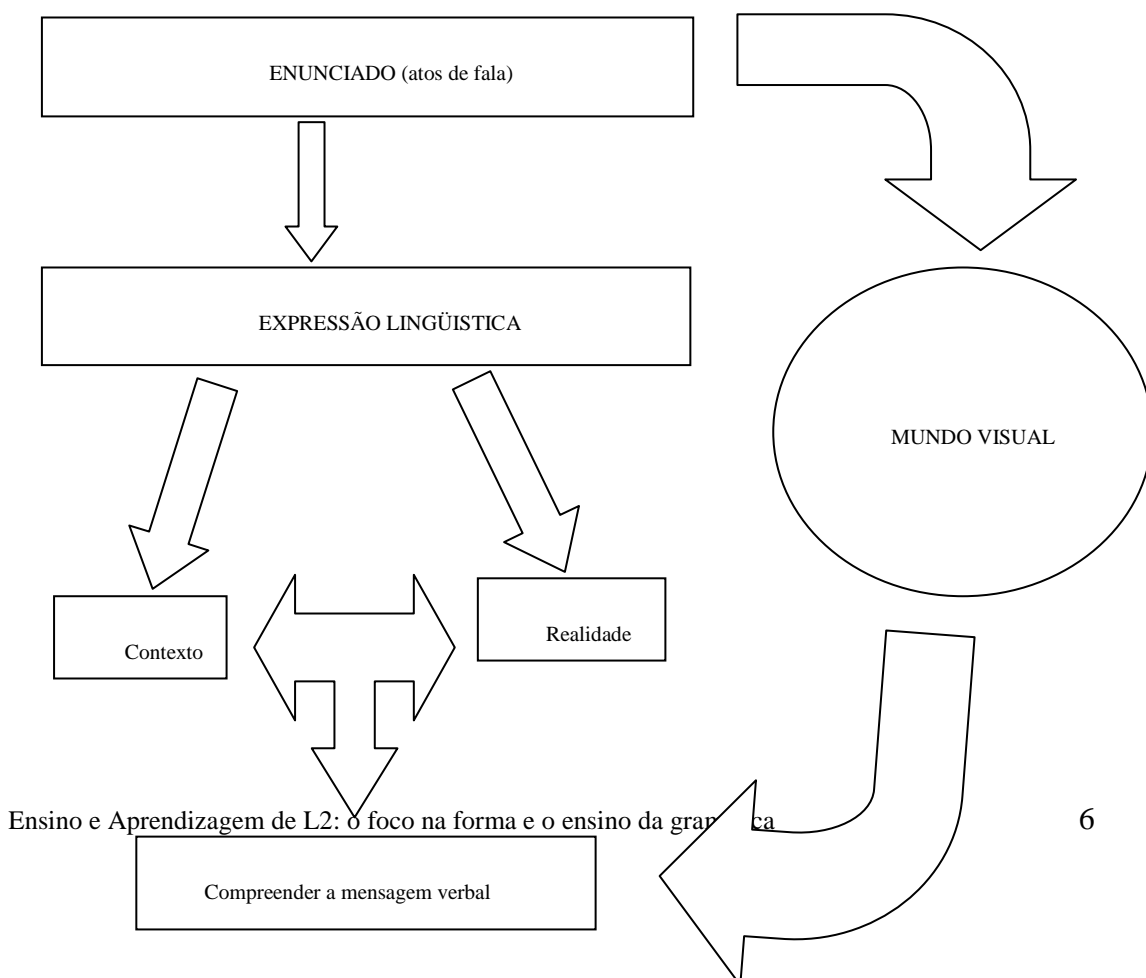 ENUNCIADO (atos de fala)
EXPRESSÃO LINGÜISTICA
MUNDO VISUAL
Contexto
Realidade
Ensino e Aprendizagem de L2: o foco na forma e o ensino da 6
Compreender a mensagem verbal